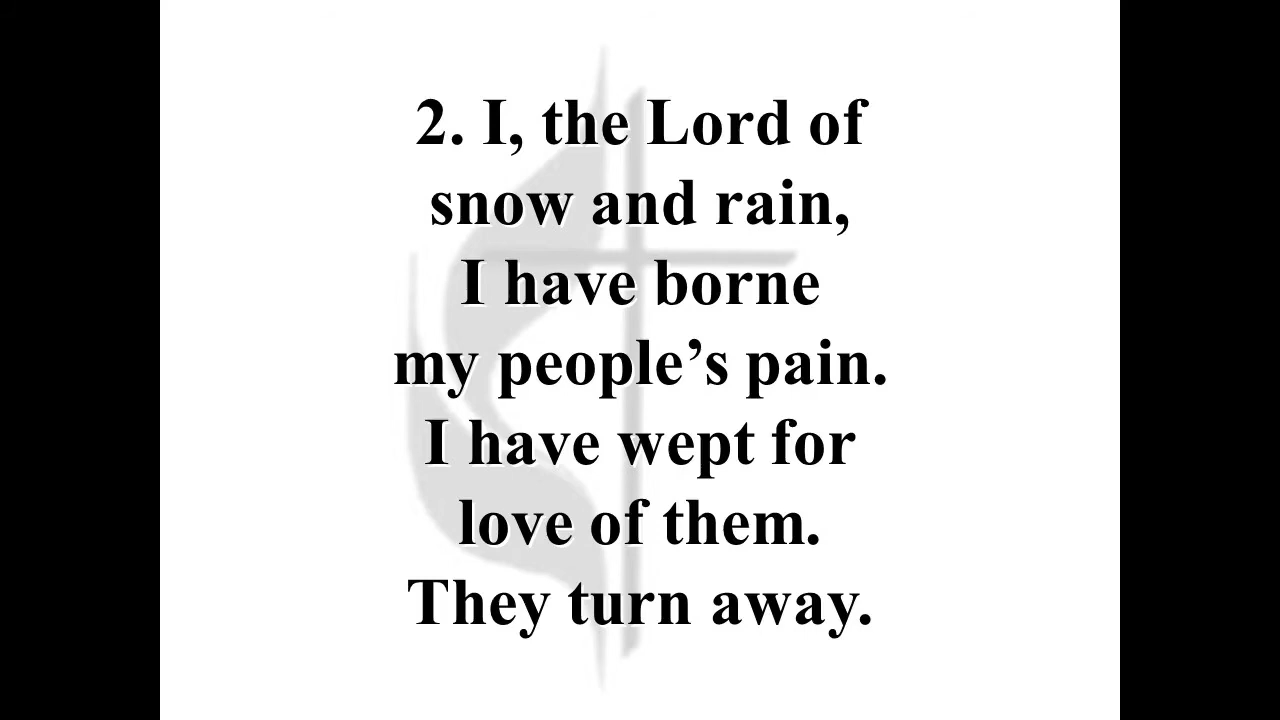 2. I, the Lord of
snow and rain,
I have borne
my people’s pain.
I have wept for
love of them.
They turn away.